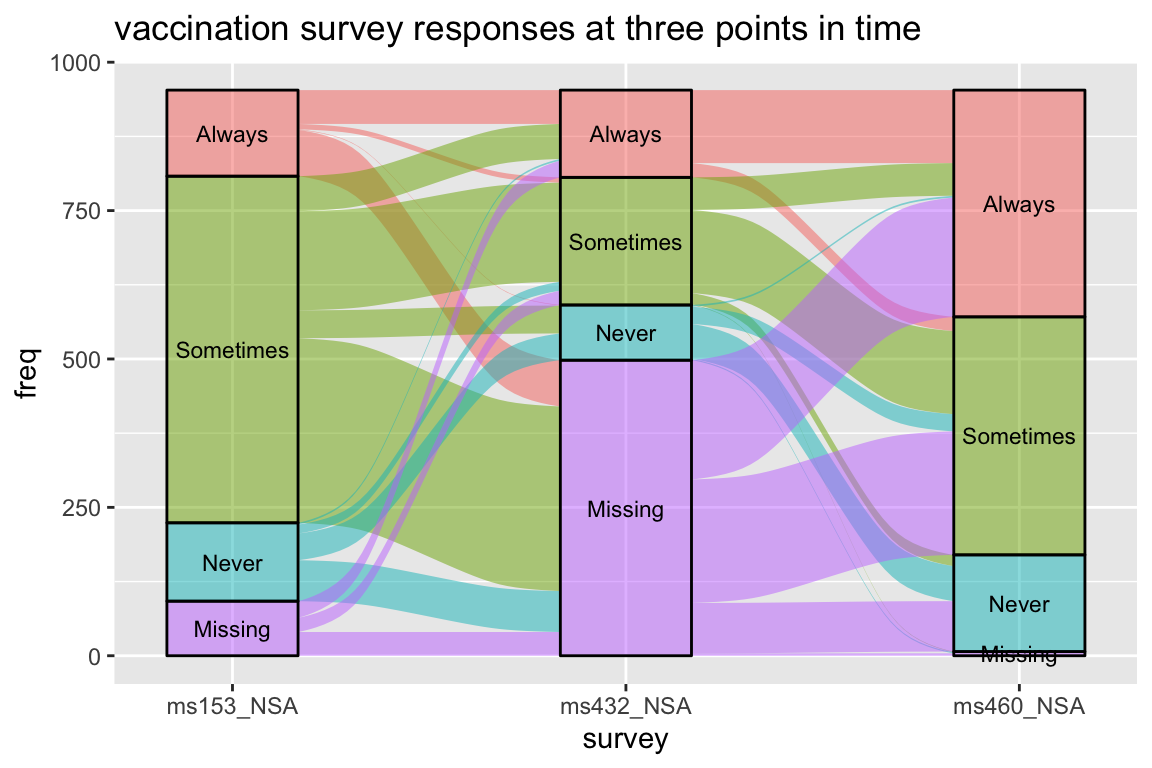 vaccination survey responses at three points in time
freq
1000
750
500
250
0
Always
Sometimes
Never
Missing
Always
Sometimes
Never
Missing
Always
Sometimes
Never
Missing
ms153_NSA
ms432_NSA
ms460_NSA
survey